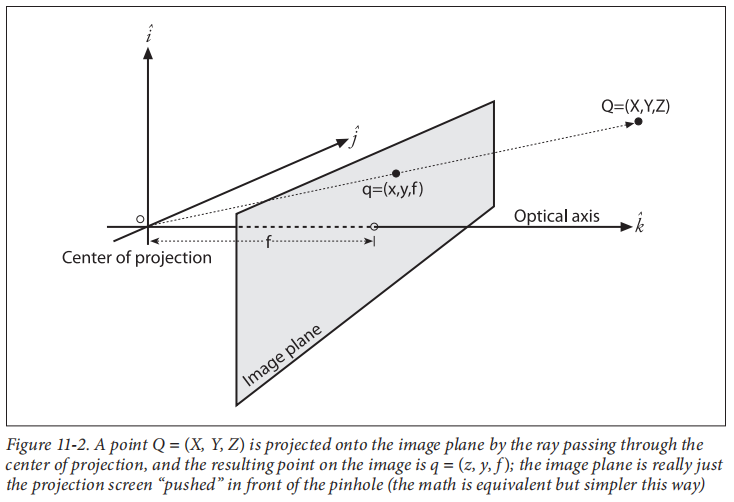 î
ĵ
Q=(X,Y,Z)
q=(x,y,f)
O
Optical axis
k̂
f
Center of projection
Image plane
Figure 11-2. A point Q = (X, Y, Z) is projected onto the image plane by the ray passing through the
center of projection, and the resulting point on the image is q = (z, y, f); the image plane is really just
the projection screen “pushed” in front of the pinhole (the math is equivalent but simpler this way)